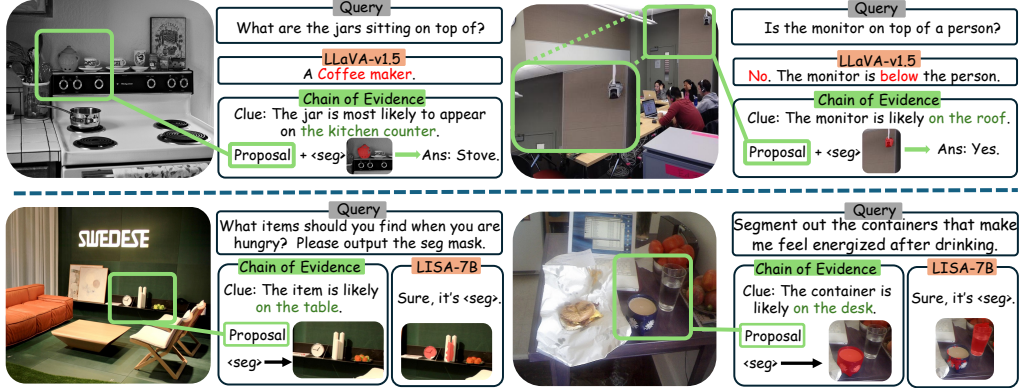 Query
What are the jars sitting on top of?
LLaVA-v1.5
A Coffee maker.
Chain of Evidence
Clue: The jar is most likely to appear
on the kitchen counter.
Proposal + <seg> Ans: Stove.
Query
Is the monitor on top of a person?
LLaVA-v1.5
No. The monitor is below the person.
Chain of Evidence
Clue: The monitor is likely on the roof.
Proposal + <seg> Ans: Yes.
SWEDESE
Query
What items should you find when you are
hungry? Please output the seg mask.
Chain of Evidence
Clue: The item is likely
on the table.
Proposal
<seg>
LISA-7B
Sure, it's <seg>.
Query
Segment out the containers that make
me feel energized after drinking.
Chain of Evidence
Clue: The container is
likely on the desk.
Proposal
<seg>
LISA-7B
Sure, it's <seg>.